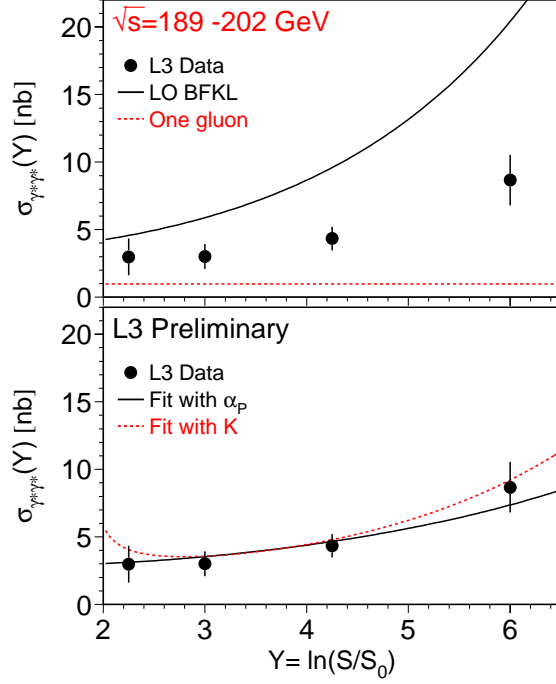 √s=189 -202 GeV
L3 Data
LO BFKL
One gluon
σγ*γ*(Y) [nb]
20
15
10
5
0
L3 Preliminary
L3 Data
Fit with αP
Fit with K
σγ*γ*(Y) [nb]
20
15
10
5
0
2 3 4 5 6
Y= ln(S/S0)